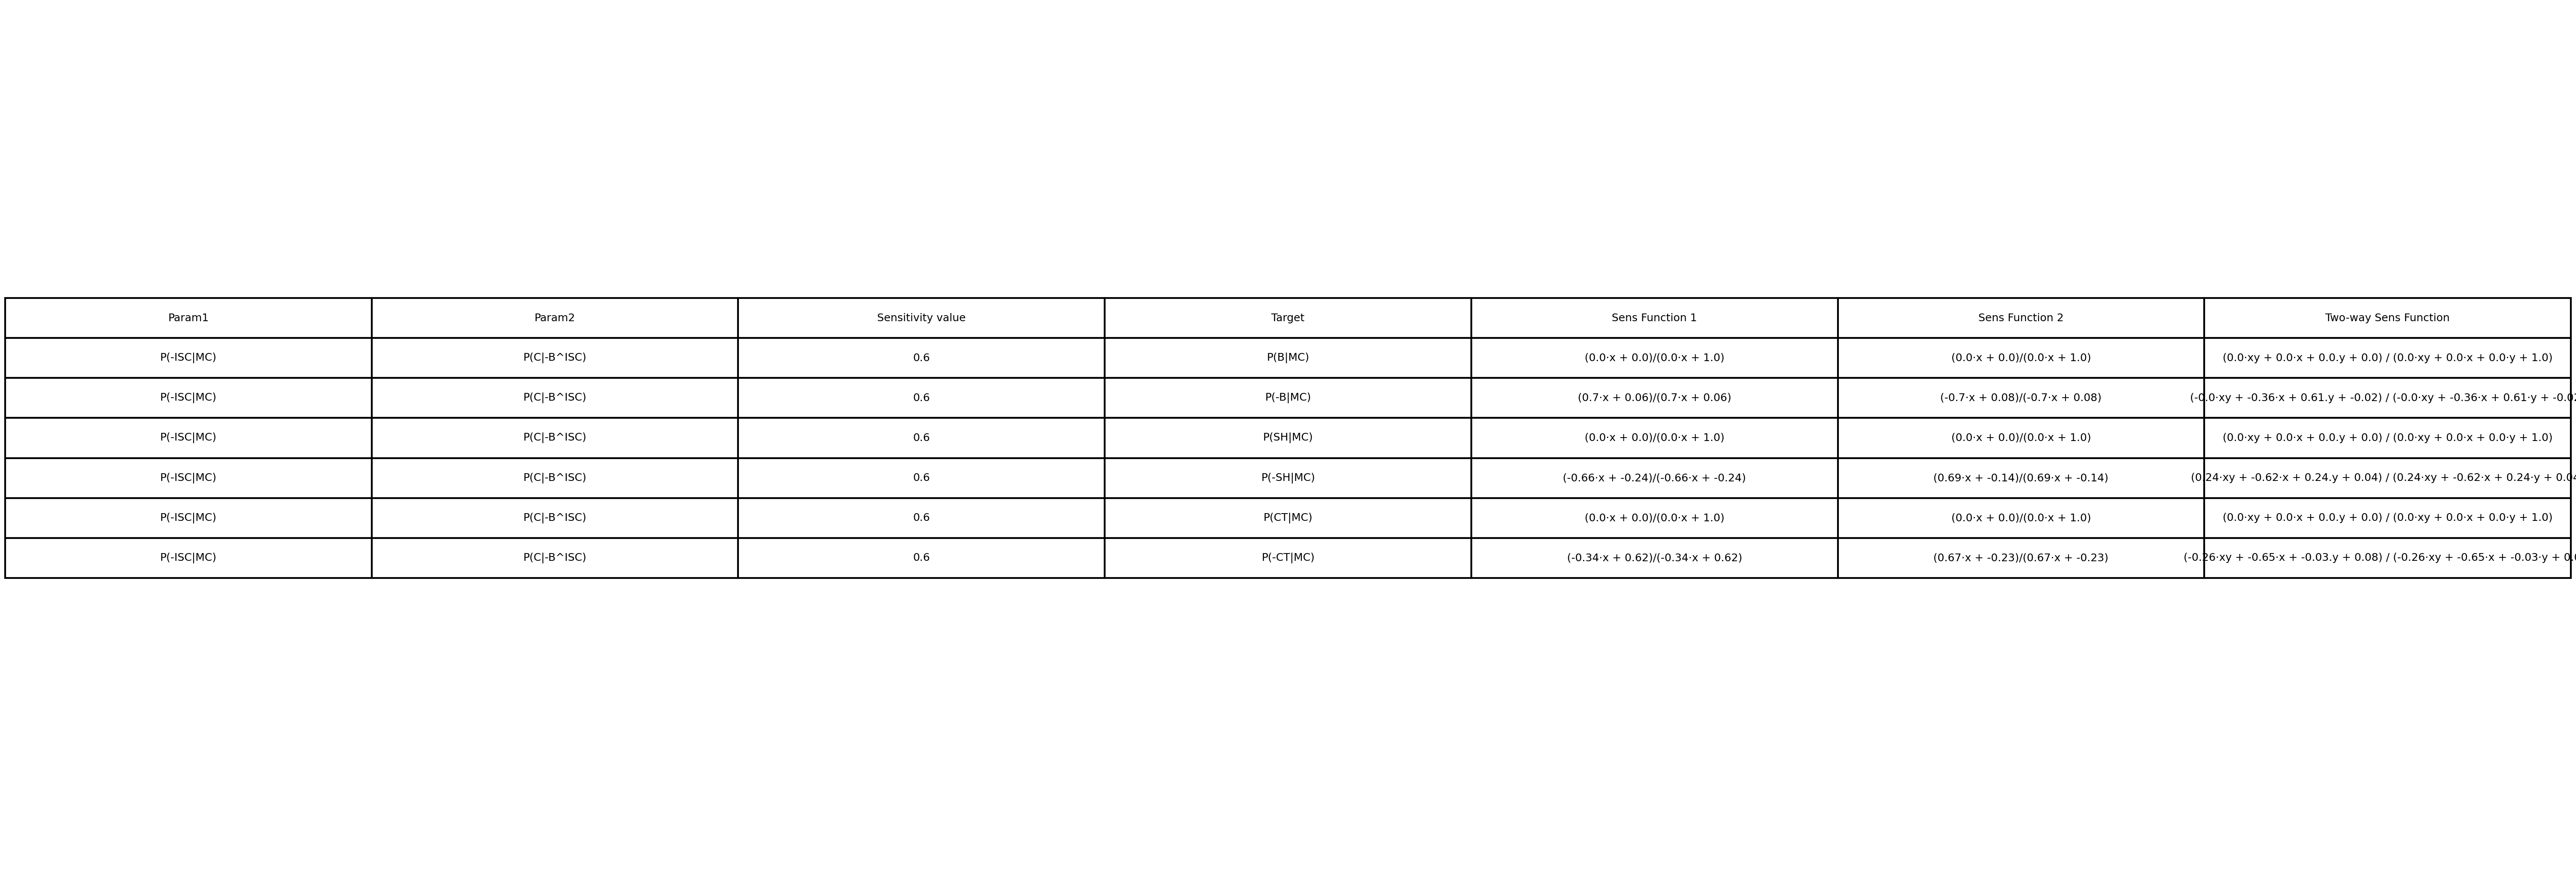 Param1 Param2 Sensitivity value Target Sens Function 1 Sens Function 2 Two-way Sens Function
P(-ISC|MC) P(C|-B^ISC) 0.6 P(B|MC) (0.0·x + 0.0)/(0.0·x + 1.0) (0.0·x + 0.0)/(0.0·x + 1.0) (0.0·xy + 0.0·x + 0.0.y + 0.0) / (0.0·xy + 0.0·x + 0.0·y + 1.0)
P(-ISC|MC) P(C|-B^ISC) 0.6 P(-B|MC) (0.7·x + 0.06)/(0.7·x + 0.06) (-0.7·x + 0.08)/(-0.7·x + 0.08) (-0.0·xy + -0.36·x + 0.61.y + -0.02) / (-0.0·xy + -0.36·x + 0.61·y +
P(-ISC|MC) P(C|-B^ISC) 0.6 P(SH|MC) (0.0·x + 0.0)/(0.0·x + 1.0) (0.0·x + 0.0)/(0.0·x + 1.0) (0.0·xy + 0.0·x + 0.0.y + 0.0) / (0.0·xy + 0.0·x + 0.0·y + 1.0)
P(-ISC|MC) P(C|-B^ISC) 0.6 P(-SH|MC) (-0.66·x + -0.24)/(-0.66·x + -0.24) (0.69·x + -0.14)/(0.69·x + -0.14) (0.24·xy + -0.62·x + 0.24.y + 0.04) / (0.24·xy + -0.62·x + 0.24·y + 0.04
P(-ISC|MC) P(C|-B^ISC) 0.6 P(CT|MC) (0.0·x + 0.0)/(0.0·x + 1.0) (0.0·x + 0.0)/(0.0·x + 1.0) (0.0·xy + 0.0·x + 0.0.y + 0.0) / (0.0·xy + 0.0·x + 0.0·y + 1.0)
P(-ISC|MC) P(C|-B^ISC) 0.6 P(-CT|MC) (-0.34·x + 0.62)/(-0.34·x + 0.62) (0.67·x + -0.23)/(0.67·x + -0.23) (-0.26·xy + -0.65·x + -0.03.y + 0.08) / (-0.26·xy + -0.65·x + -0.03·y +